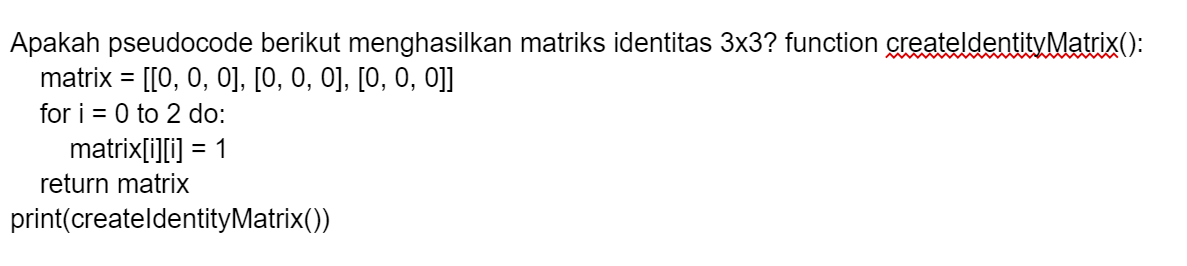 Apakah pseudocode berikut menghasilkan matriks identitas 3x3? function createIdentityMatrix():
matrix = [[0, 0, 0], [0, 0, 0], [0, 0, 0]]
for i = 0 to 2 do:
matrix[i][i] = 1
return matrix
print(createIdentityMatrix())